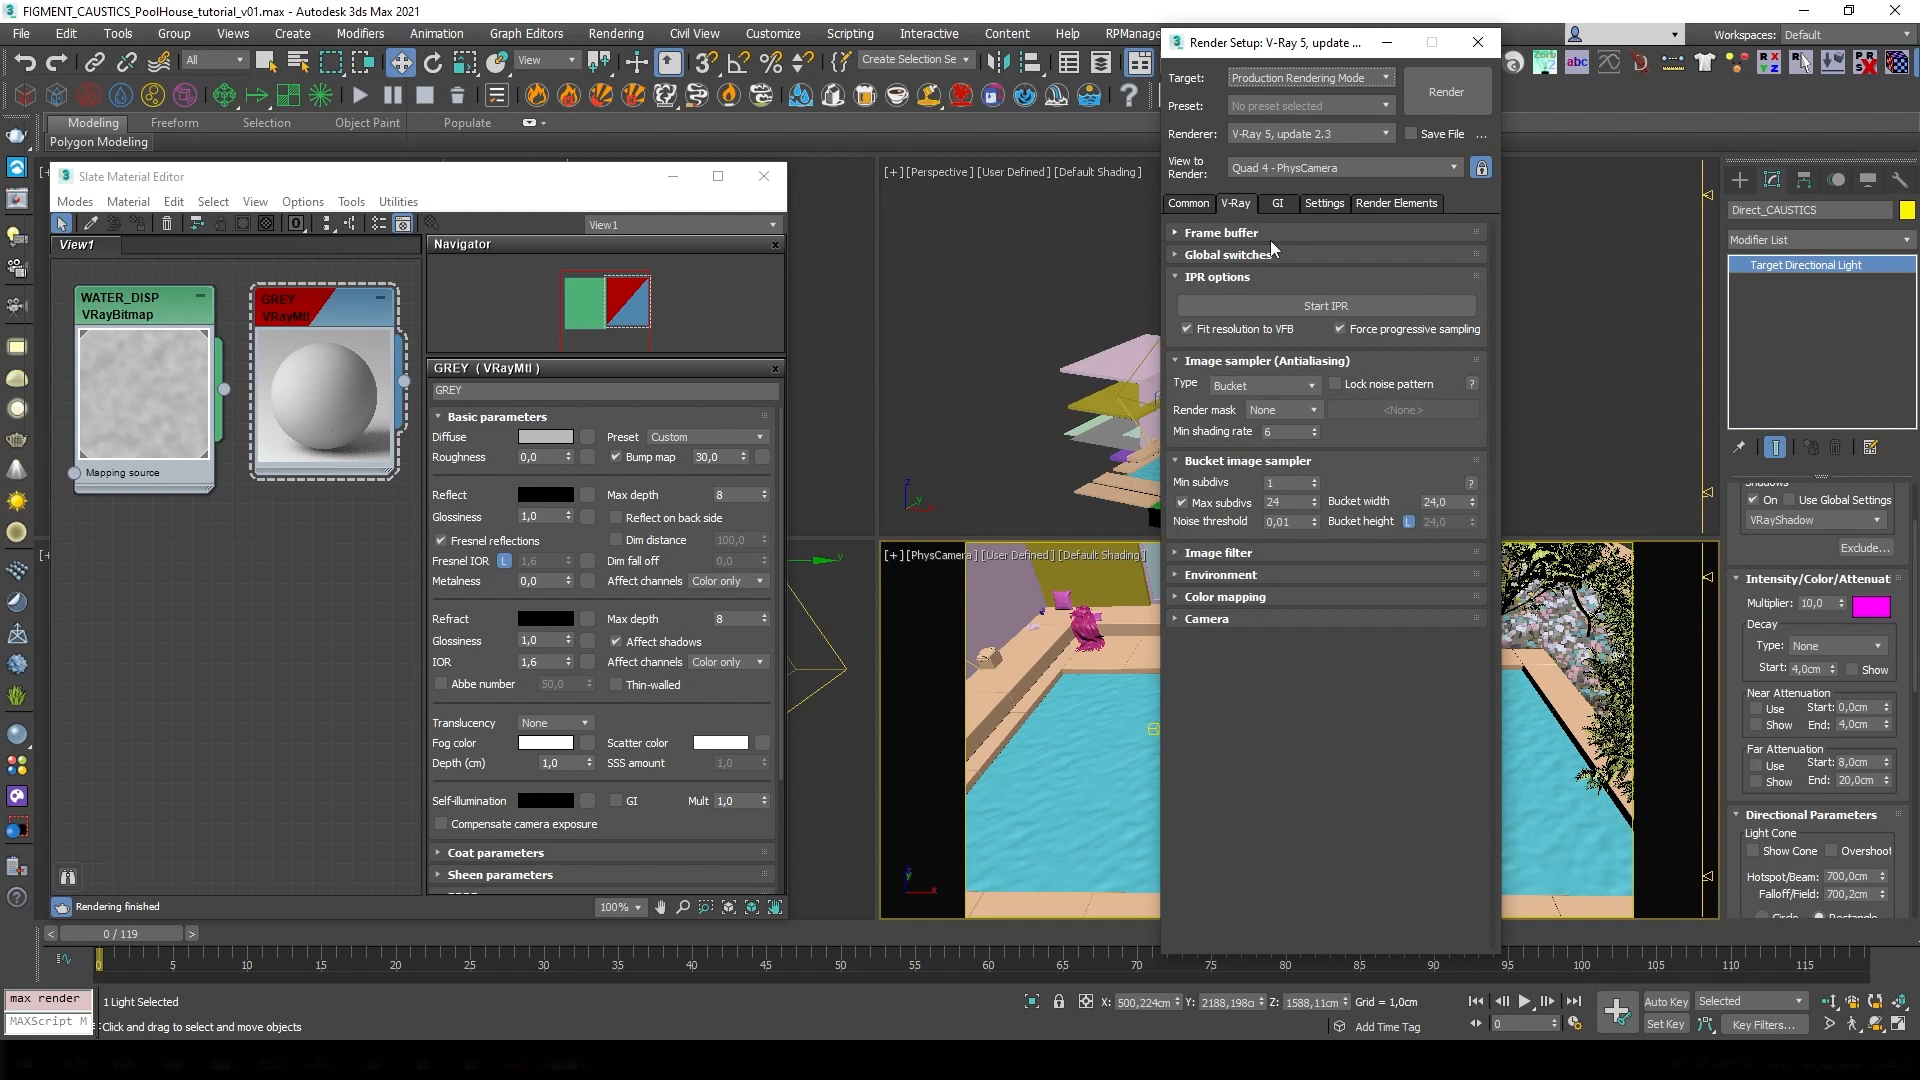 FIGMENT_CAUSTICS_PoolHouse_tutorial_v01.max - Autodesk 3ds Max 2021
File Edit Tools Group Views Create Modifiers Animation Graph Editors Rendering Civil View Customize Scripting Interactive Content Help RPManager
Workspaces: Default
All View Create Selection Se
abc
Modeling Freeform Selection Object Paint Populate
Polygon Modeling
Slate Material Editor
Modes Material Edit Select View Options Tools Utilities
View1
View1
Navigator
WATER_DISP
VRayBitmap
Mapping source
GREY
VRayMtl
GREY ( VRayMtl )
GREY
Basic parameters
Diffuse Preset Custom
Roughness 0,0 Bump map 30,0
Reflect Max depth 8
Glossiness 1,0 Reflect on back side
Fresnel reflections Dim distance 100,0
Fresnel IOR L 1,6 Dim fall off 0,0
Metalness 0,0 Affect channels Color only
Refract Max depth 8
Glossiness 1,0 Affect shadows
IOR 1,6 Affect channels Color only
Abbe number 50,0 Thin-walled
Translucency None
Fog color Scatter color
Depth (cm) 1,0 SSS amount 1,0
Self-illumination GI Mult 1,0
Compensate camera exposure
Coat parameters
Sheen parameters
Rendering finished
100%
[+] [Perspective ] [User Defined ] [Default Shading ]
[+] [PhysCamera ] [User Defined ] [Default Shading ]
Render Setup: V-Ray 5, update ...
Target: Production Rendering Mode
Render
Preset: No preset selected
Renderer: V-Ray 5, update 2.3 Save File ...
View to
Render: Quad 4 - PhysCamera
Common V-Ray GI Settings Render Elements
Frame buffer
Global switches
IPR options
Start IPR
Fit resolution to VFB Force progressive sampling
Image sampler (Antialiasing)
Type Bucket Lock noise pattern ?
Render mask None <None>
Min shading rate 6
Bucket image sampler
Min subdivs 1 ?
Max subdivs 24 Bucket width 24,0
Noise threshold 0,01 Bucket height L 24,0
Image filter
Environment
Color mapping
Camera
Direct_CAUSTICS
Modifier List
Target Directional Light
Shadows
On Use Global Settings
VRayShadow
Exclude...
Intensity/Color/Attenuat
Multiplier: 10,0
Decay
Type: None
Start: 4,0cm Show
Near Attenuation
Use Start: 0,0cm
Show End: 4,0cm
Far Attenuation
Use Start: 8,0cm
Show End: 20,0cm
Directional Parameters
Light Cone
Show Cone Overshoot
Hotspot/Beam: 700,0cm
Falloff/Field: 700,2cm
Circle Rectangle
< 0 / 119 >
0 5 10 15 20 25 30 35 40 45 50 55 60 65 70 75 80 85 90 95 100 105 110 115
max render
MAXScript M
1 Light Selected
Click and drag to select and move objects
X: 500,224cm Y: 2188,198c Z: 1588,11cm Grid = 1,0cm
Add Time Tag
0
Auto Key Selected
Set Key Key Filters...